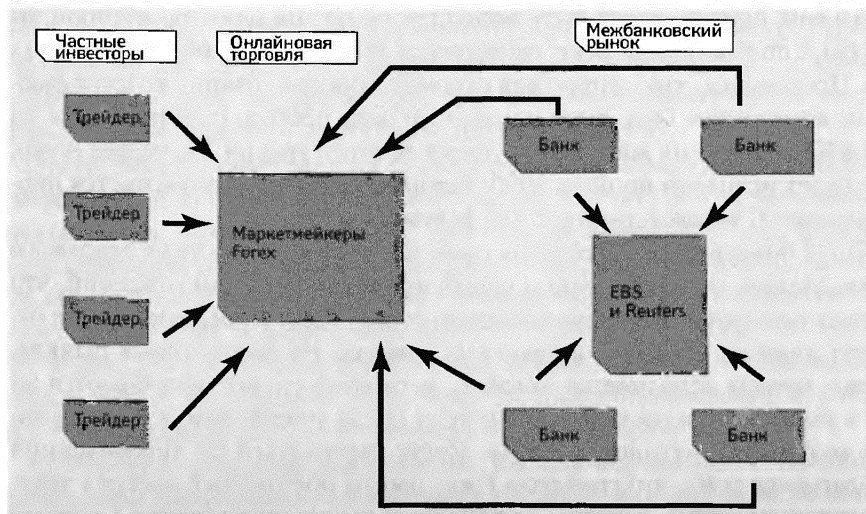 Частные
инвесторы
Онлайновая
торговля
Межбанковский
рынок
Трейдер
Трейдер
Трейдер
Трейдер
Маркетмейкеры
Forex
Банк
Банк
EBS
и Reuters
Банк
Банк